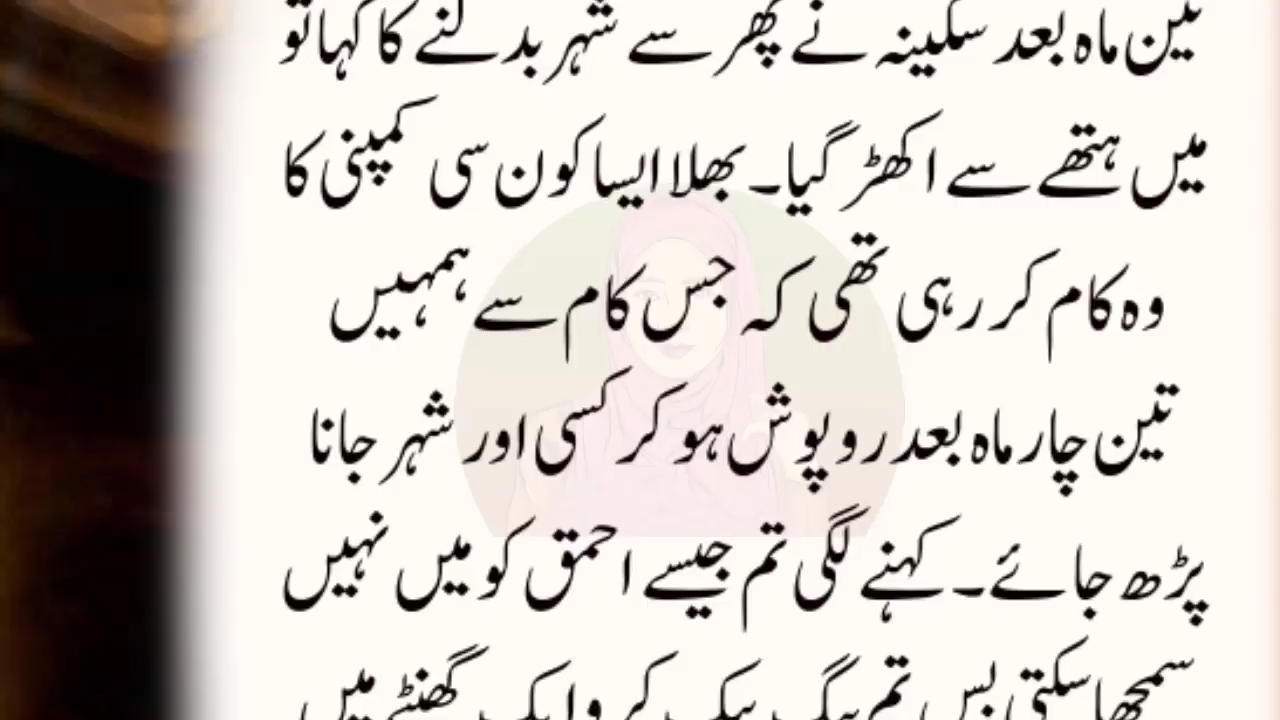 تین ماہ بعد سکینہ نے پھر سے شہر بدلنے کا کہا تو
میں ہتھے سے اکھڑ گیا۔ بھلا ایسا کون سی کمپنی کا
وہ کام کر رہی تھی کہ جس کام سے ہمہیں
تین چار ماہ بعد روپوش ہو کر کسی اور شہر جانا
پڑھ جائے۔ کہنے لگی تم جیسے احمق کو میں نہیں
سمجھا سکتی بس تم بیگ پیک کرو ایک گھنٹے میں